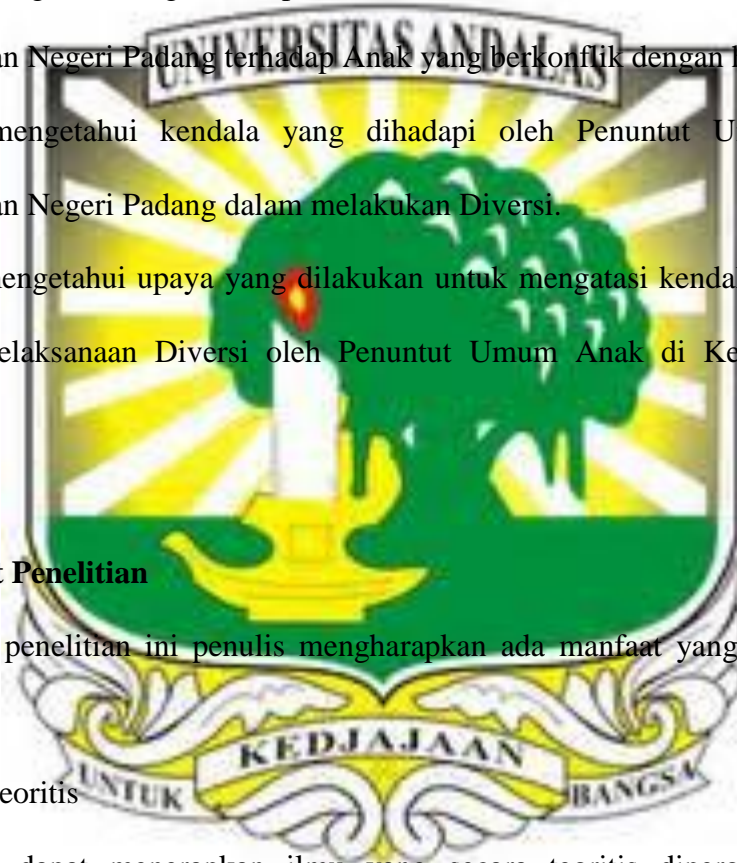 UNIVERSITAS ANDALAS
an Negeri Padang terhadap Anak yang berkonflik dengan
mengetahui kendala yang dihadapi oleh Penuntut U
an Negeri Padang dalam melakukan Diversi.
mengetahui upaya yang dilakukan untuk mengatasi kenda
elaksanaan Diversi oleh Penuntut Umum Anak di Ke
t Penelitian
penelitian ini penulis mengharapkan ada manfaat yang
KEDJAJAAN
UNTUK BANGSA
eoritis